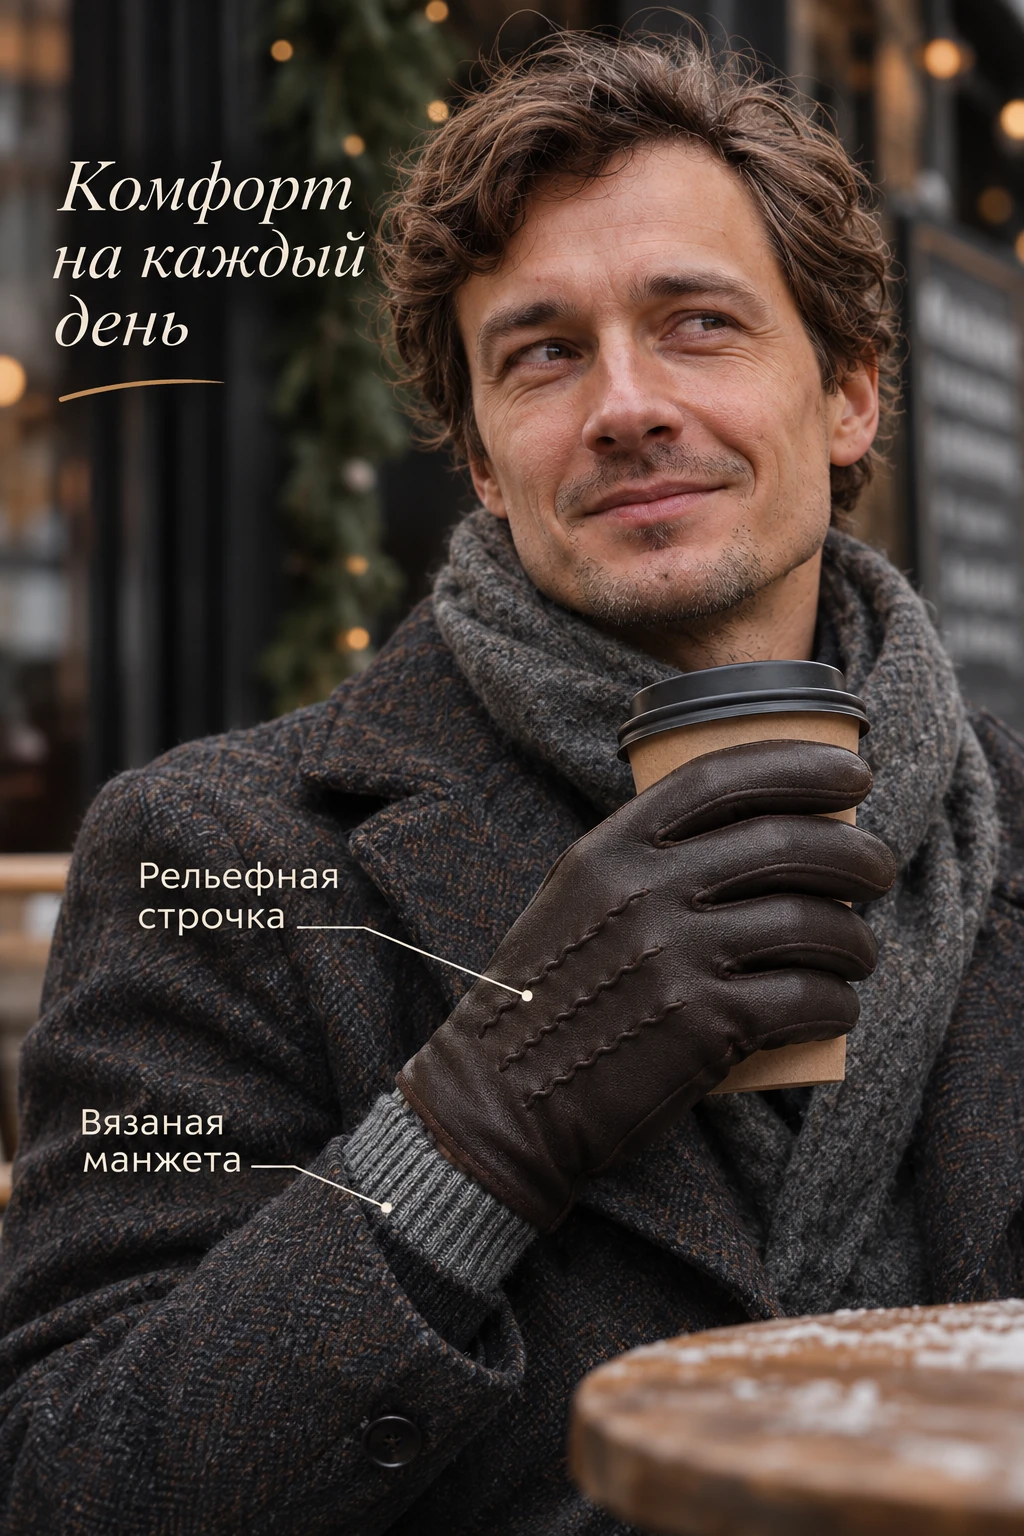 Комфорт
на каждый
день
Рельефная
строчка
Вязаная
манжета